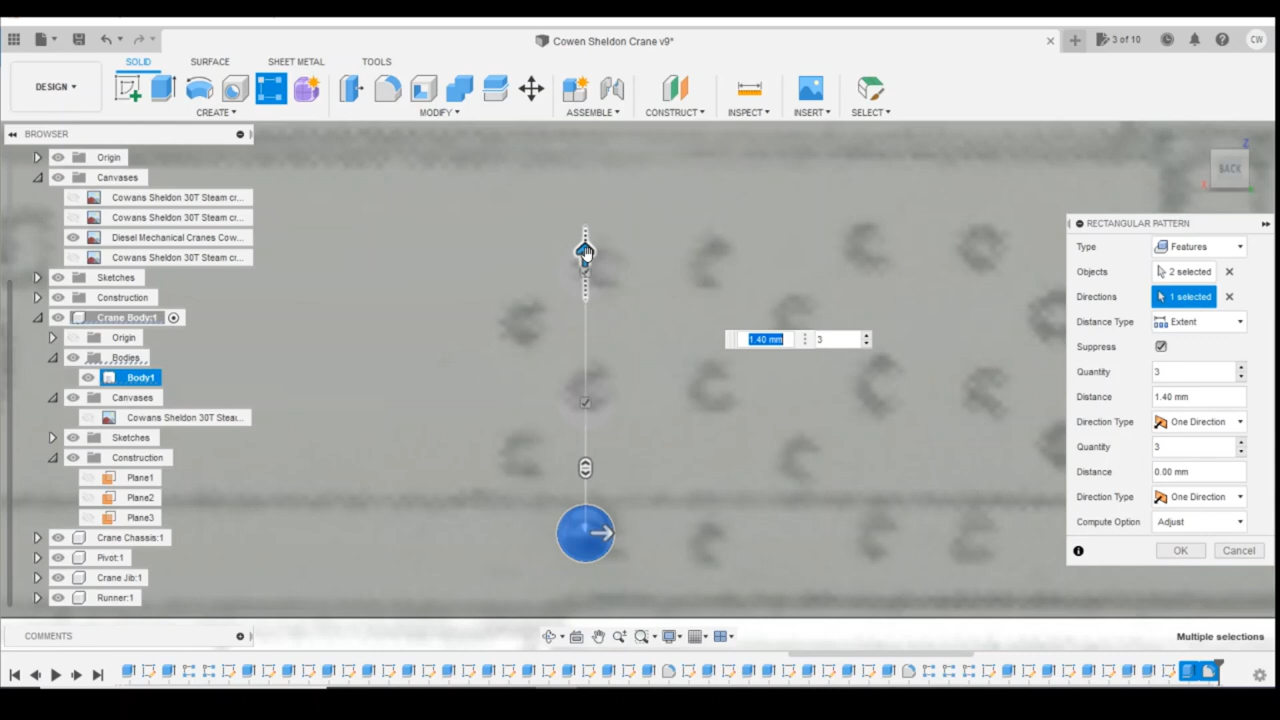 Cowen Sheldon Crane v9*
3 of 10
CW
DESIGN
SOLID
SURFACE
SHEET METAL
TOOLS
CREATE
MODIFY
ASSEMBLE
CONSTRUCT
INSPECT
INSERT
SELECT
BROWSER
Origin
Canvases
Cowans Sheldon 30T Steam cr...
Cowans Sheldon 30T Steam cr...
Diesel Mechanical Cranes Cow...
Cowans Sheldon 30T Steam cr...
Sketches
Construction
Crane Body:1
Origin
Bodies
Body1
Canvases
Cowans Sheldon 30T Stear...
Sketches
Construction
Plane1
Plane2
Plane3
Crane Chassis:1
Pivot:1
Crane Jib:1
Runner:1
Z
BACK
1.40 mm
3
RECTANGULAR PATTERN
Type Features
Objects 2 selected
Directions 1 selected
Distance Type Extent
Suppress
Quantity 3
Distance 1.40 mm
Direction Type One Direction
Quantity 3
Distance 0.00 mm
Direction Type One Direction
Compute Option Adjust
OK Cancel
COMMENTS
Multiple selections